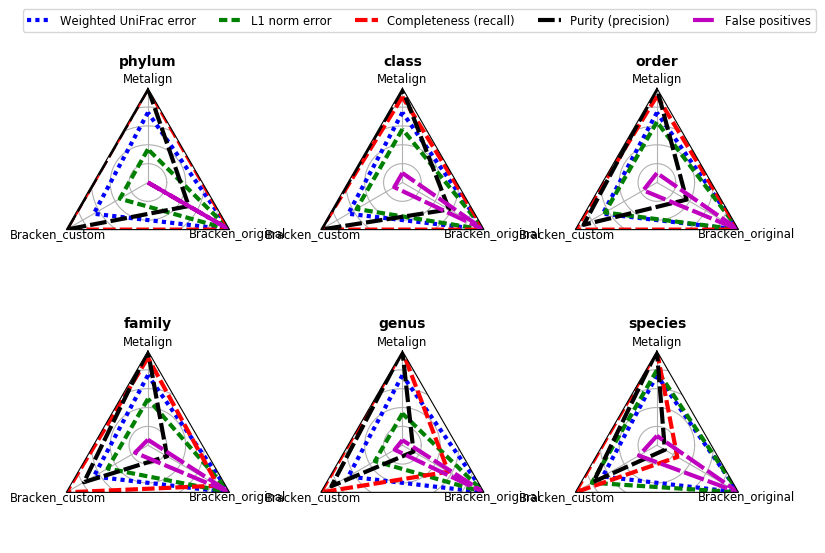 Weighted UniFrac error L1 norm error Completeness (recall) Purity (precision) False positives
phylum class order
Metalign Metalign Metalign
Bracken_custom Bracken_original Bracken_custom Bracken_original Bracken_custom Bracken_original
family genus species
Metalign Metalign Metalign
Bracken_custom Bracken_original Bracken_custom Bracken_original Bracken_custom Bracken_original